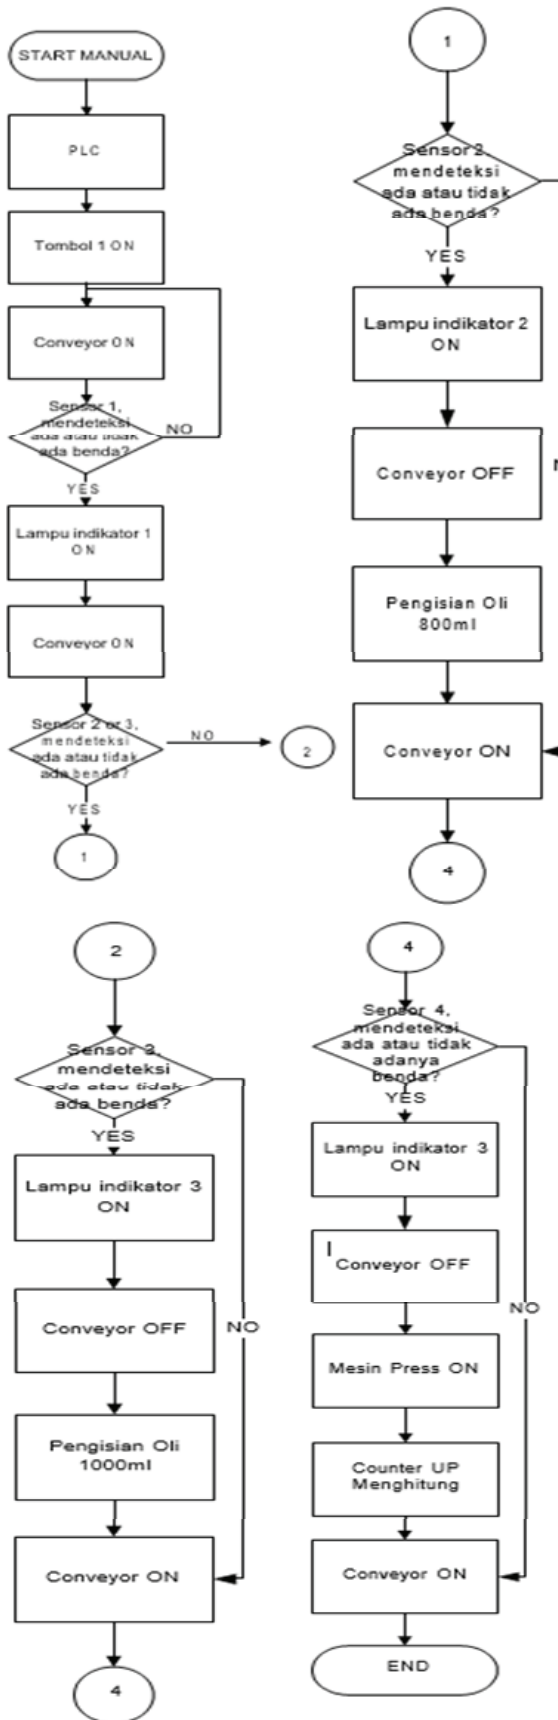 START MANUAL
PLC
Tombol 1 ON
Conveyor ON
Sensor 1,
mendeteksi
ada atau tidak
ada benda?
NO
YES
Lampu indikator 1
ON
Conveyor ON
Sensor 2 or 3,
mendeteksi
ada atau tidak
ada benda?
NO
2
YES
1
1
Sensor 2,
mendeteksi
ada atau tidak
ada benda?
YES
Lampu indikator 2
ON
Conveyor OFF
N
Pengisian Oli
800ml
Conveyor ON
4
2
Sensor 3,
mendeteksi
ada atau tidak
ada benda?
YES
Lampu indikator 3
ON
Conveyor OFF
NO
Pengisian Oli
1000ml
Conveyor ON
4
4
Sensor 4,
mendeteksi
ada atau tidak
adanya
benda?
YES
Lampu indikator 3
ON
Conveyor OFF
NO
Mesin Press ON
Counter UP
Menghitung
Conveyor ON
END